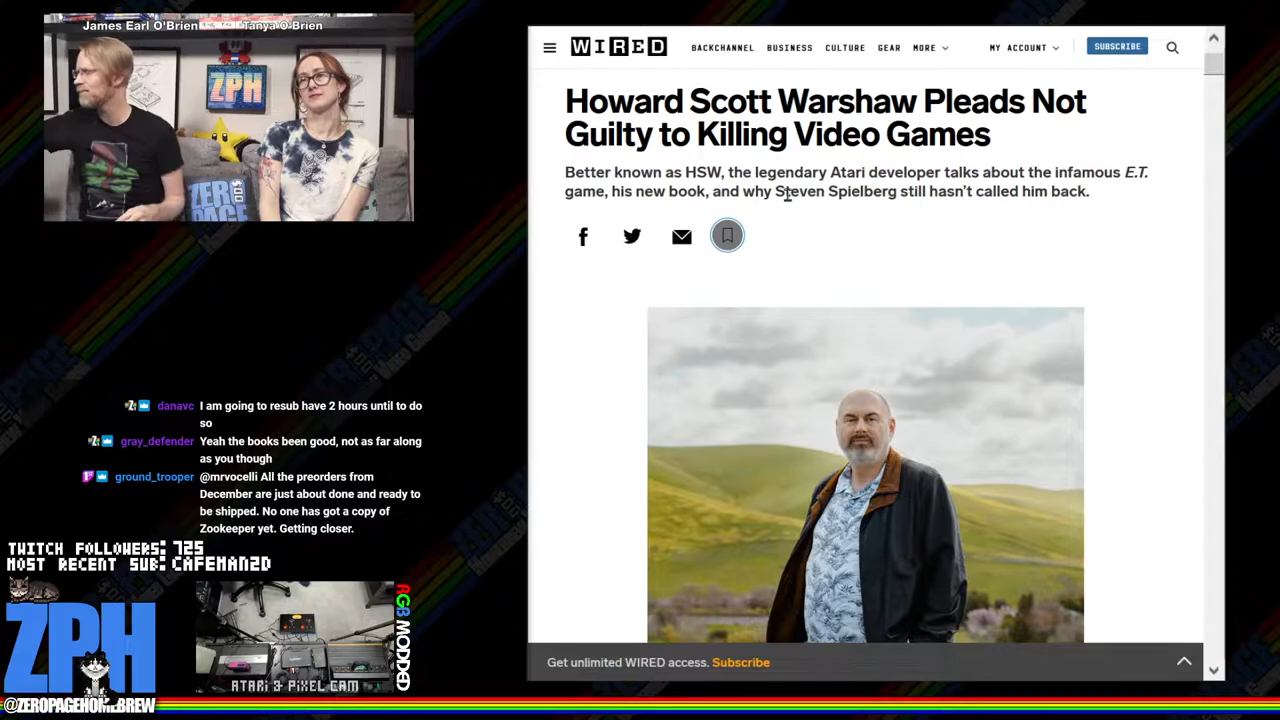 James Earl O'Brien
Tanya O'Brien
ZPH
ZERO
PAGE
WIRED
BACKCHANNEL BUSINESS CULTURE GEAR MORE MY ACCOUNT SUBSCRIBE
Howard Scott Warshaw Pleads Not
Guilty to Killing Video Games
Better known as HSW, the legendary Atari developer talks about the infamous E.T.
game, his new book, and why Steven Spielberg still hasn't called him back.
danavc I am going to resub have 2 hours until to do
so
gray_defender Yeah the books been good, not as far along
as you though
ground_trooper @mrvocelli All the preorders from
December are just about done and ready to
be shipped. No one has got a copy of
Zookeeper yet. Getting closer.
TWITCH FOLLOWERS: 725
MOST RECENT SUB: CAFEMAN2D
ZPH
@ZEROPAGEHOMEBREW
RGB MODDED
ATARI & PIXEL CAM
Get unlimited WIRED access. Subscribe